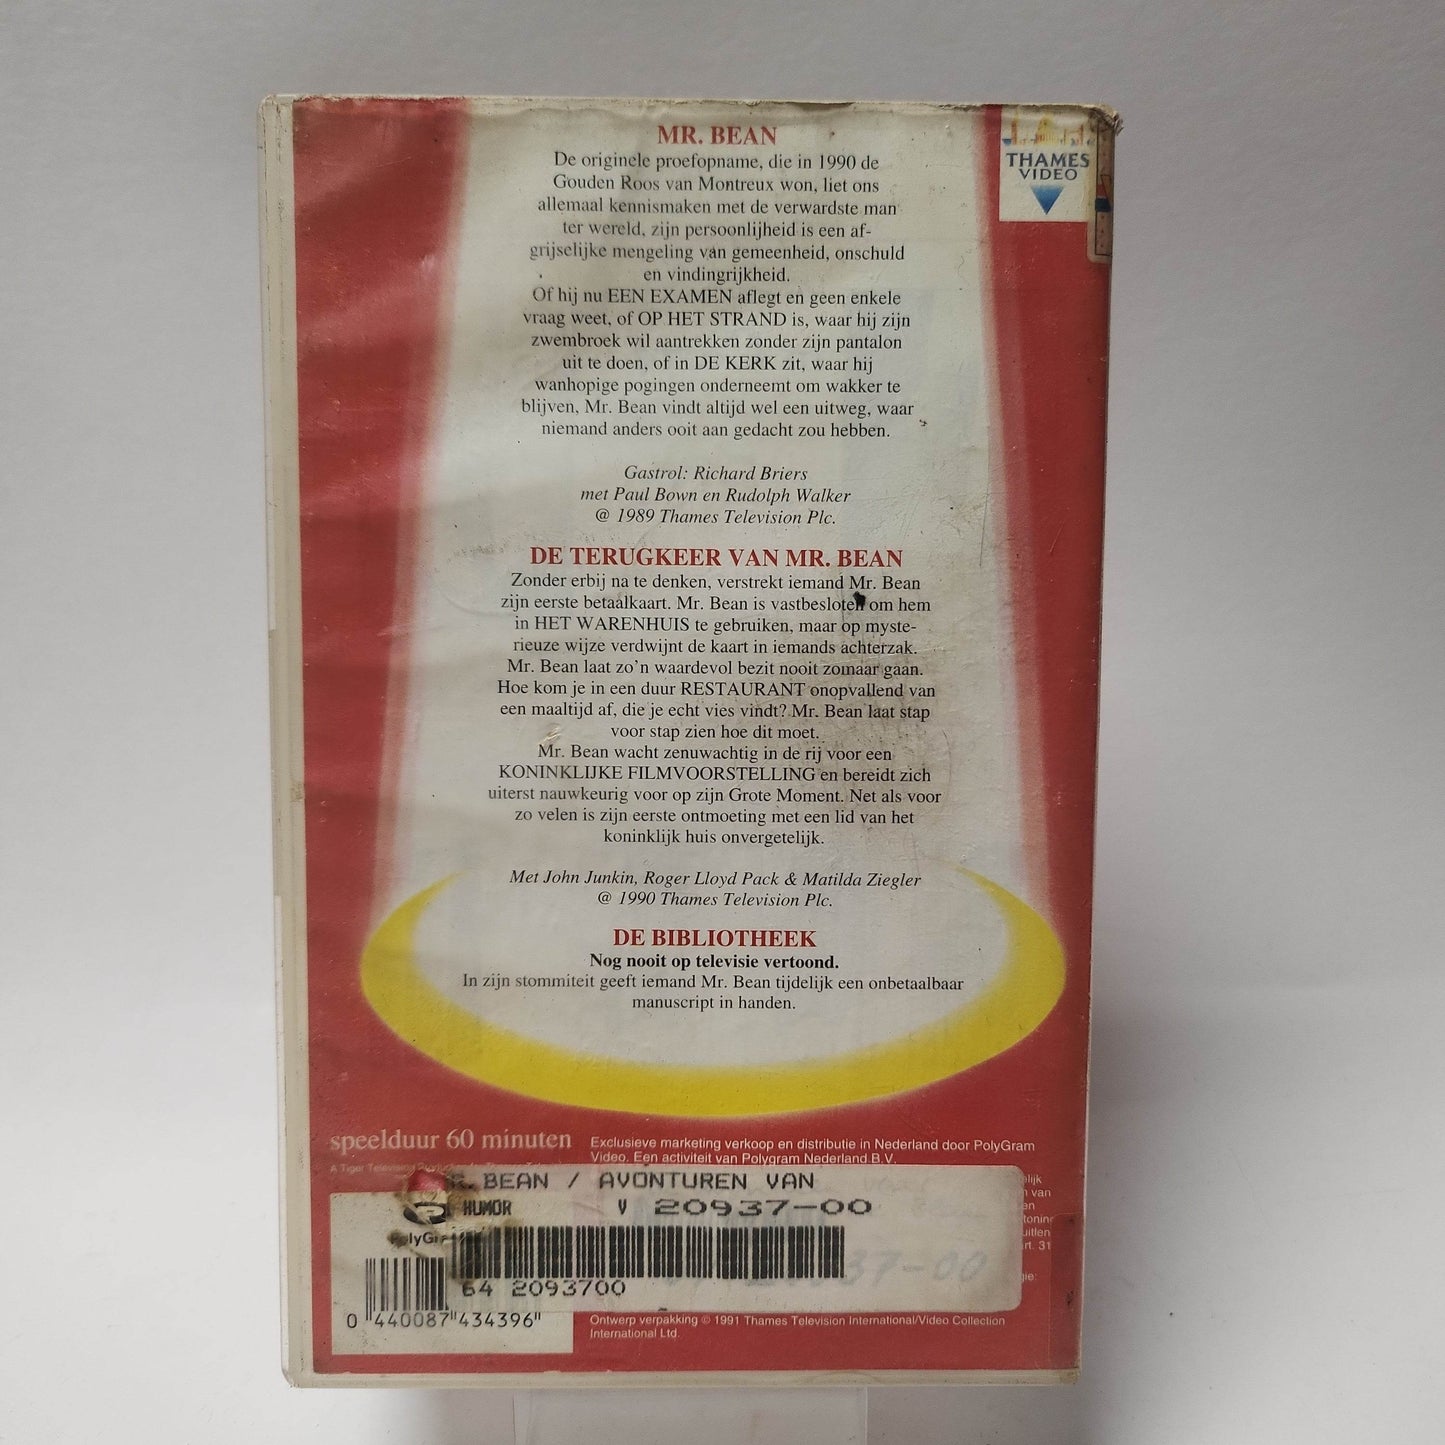 MR. BEAN
De originele proefopname, die in 1990 de
Gouden Roos van Montreux won, liet ons
allemaal kennismaken met de verwardste man
ter wereld, zijn persoonlijheid is een af-
grijselijke mengeling van gemeenheid, onschuld
en vindingrijkheid.
Of hij nu EEN EXAMEN aflegt en geen enkele
vraag weet, of OP HET STRAND is, waar hij zijn
zwembroek wil aantrekken zonder zijn pantalon
uit te doen, of in DE KERK zit, waar hij
wanhopige pogingen onderneemt om wakker te
blijven, Mr. Bean vindt altijd wel een uitweg, waar
niemand anders ooit aan gedacht zou hebben.
Gastrol: Richard Briers
met Paul Bown en Rudolph Walker
@ 1989 Thames Television Plc.
DE TERUGKEER VAN MR. BEAN
Zonder erbij na te denken, verstrekt iemand Mr. Bean
zijn eerste betaalkaart. Mr. Bean is vastbesloten om hem
in HET WARENHUIS te gebruiken, maar op myste-
rieuze wijze verdwijnt de kaart in iemands achterzak.
Mr. Bean laat zo'n waardevol bezit nooit zomaar gaan.
Hoe kom je in een duur RESTAURANT onopvallend van
een maaltijd af, die je echt vies vindt? Mr. Bean laat stap
voor stap zien hoe dit moet.
Mr. Bean wacht zenuwachtig in de rij voor een
KONINKLIJKE FILMVOORSTELLING en bereidt zich
uiterst nauwkeurig voor op zijn Grote Moment. Net als voor
zo velen is zijn eerste ontmoeting met een lid van het
koninklijk huis onvergetelijk.
Met John Junkin, Roger Lloyd Pack & Matilda Ziegler
@ 1990 Thames Television Plc.
DE BIBLIOTHEEK
Nog nooit op televisie vertoond.
In zijn stommiteit geeft iemand Mr. Bean tijdelijk een onbetaalbaar
manuscript in handen.
THAMES
VIDEO
speelduur 60 minuten
A Tiger Television
Exclusieve marketing verkoop en distributie in Nederland door PolyGram
Video. Een activiteit van Polygram Nederland B.V.
R. BEAN / AVONTUREN VAN
HUMOR V 20937-00
64 2093700
0 440087 434396
elijk
van
en
uitlen
rt. 31
gie:
Ontwerp verpakking © 1991 Thames Television International/Video Collection
International Ltd.